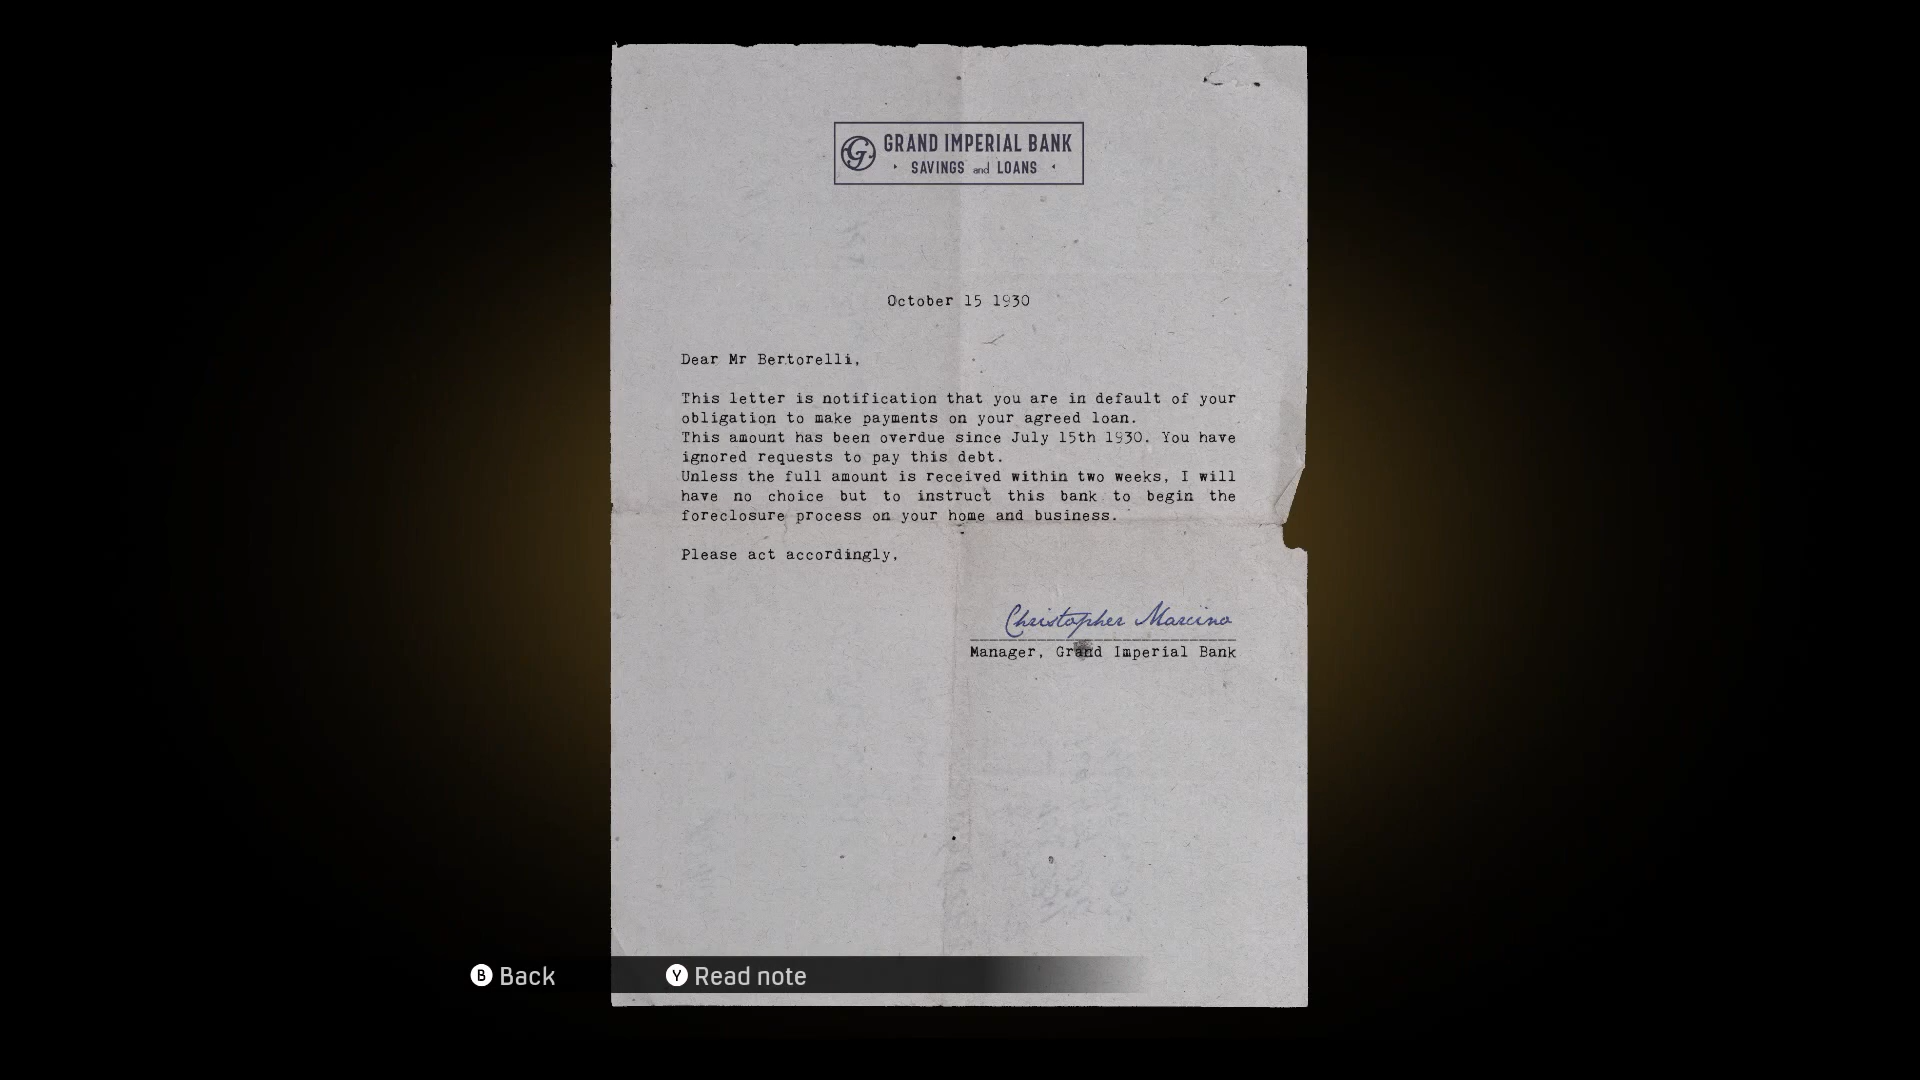 G GRAND IMPERIAL BANK
SAVINGS and LOANS
October 15 1930
Dear Mr Bertorelli,
This letter is notification that you are in default of your
obligation to make payments on your agreed loan.
This amount has been overdue since July 15th 1930. You have
ignored requests to pay this debt.
Unless the full amount is received within two weeks, I will
have no choice but to instruct this bank to begin the
foreclosure process on your home and business.
Please act accordingly,
Christopher Marcino
Manager, Grand Imperial Bank
B Back
Y Read note